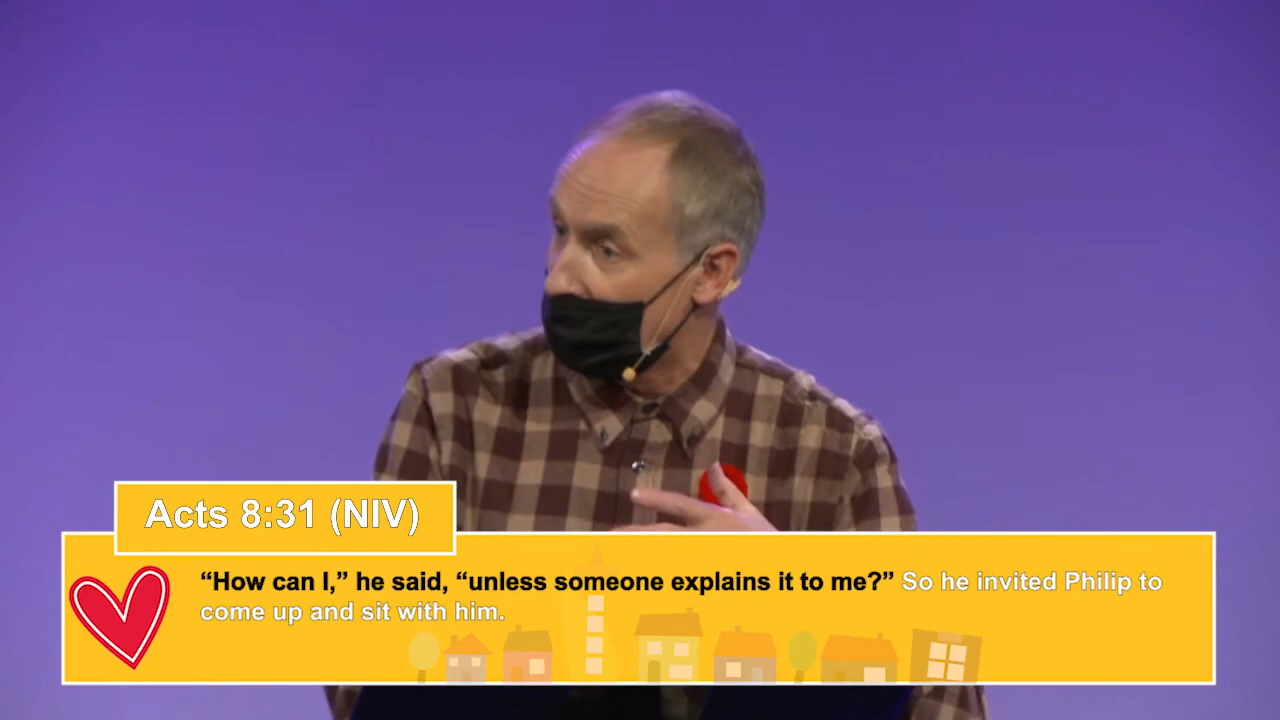 Acts 8:31 (NIV)
“How can I,” he said, “unless someone explains it to me?” So he invited Philip to
come up and sit with him.